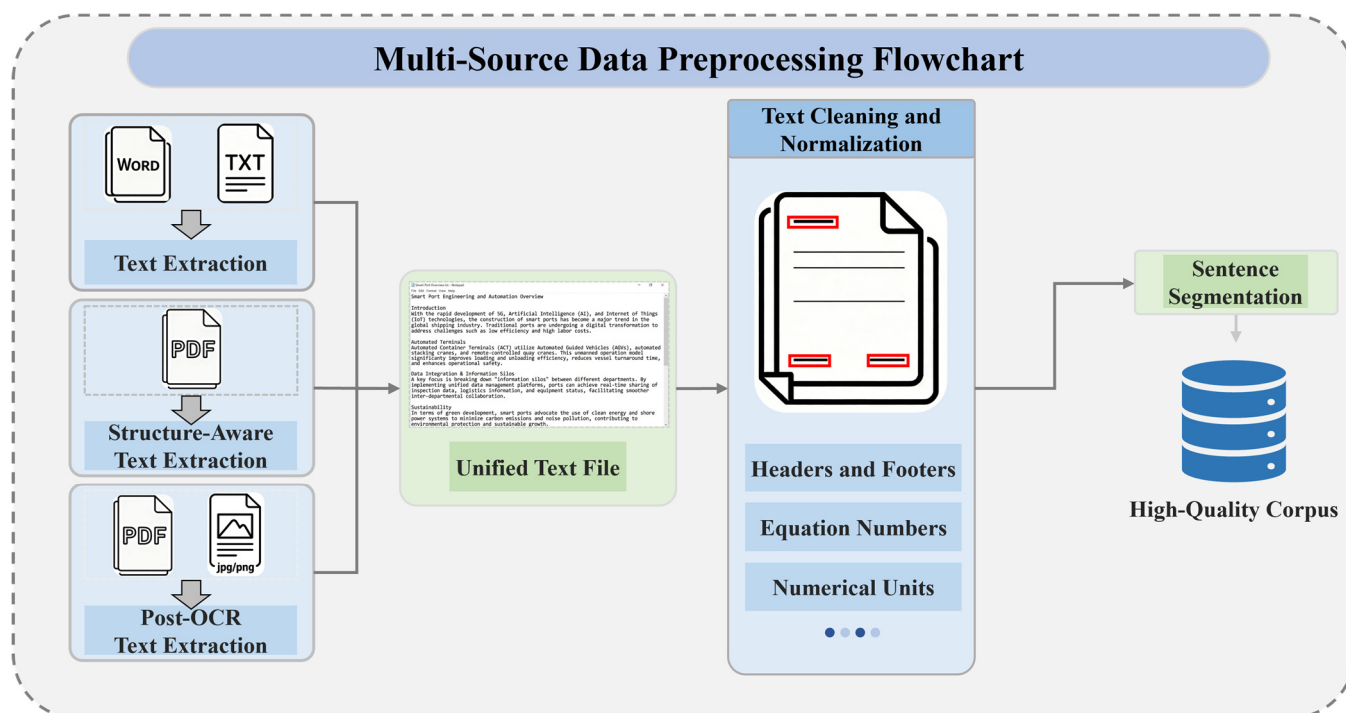 Multi-Source Data Preprocessing Flowchart
WORD
TXT
Text Extraction
PDF
Structure-Aware
Text Extraction
PDF
jpg/png
Post-OCR
Text Extraction
Smart Port Engineering and Automation Overview
Introduction
With the rapid development of 5G, Artificial Intelligence (AI), and Internet of Things
(IoT) technologies, the construction of smart ports has become a major trend in the
global shipping industry. Traditional ports are undergoing a digital transformation to
address challenges such as low efficiency and high labor costs.
Automated Terminals
Automated Container Terminals (ACT) utilize Automated Guided Vehicles (AGVs), automated
stacking cranes, and remote-controlled quay cranes. This unmanned operation model
significantly improves loading and unloading efficiency, reduces vessel turnaround time,
and enhances operational safety.
Data Integration & Information Silos
A key focus is breaking down "information silos" between different departments. By
implementing unified data management platforms, ports can achieve real-time sharing of
inspection data, logistics information, and equipment status, facilitating smoother
inter-departmental collaboration.
Sustainability
In terms of green development, smart ports advocate the use of clean energy and shore
power systems to minimize carbon emissions and noise pollution, contributing to
environmental protection and sustainable growth.
Unified Text File
Text Cleaning and
Normalization
Headers and Footers
Equation Numbers
Numerical Units
Sentence
Segmentation
High-Quality Corpus